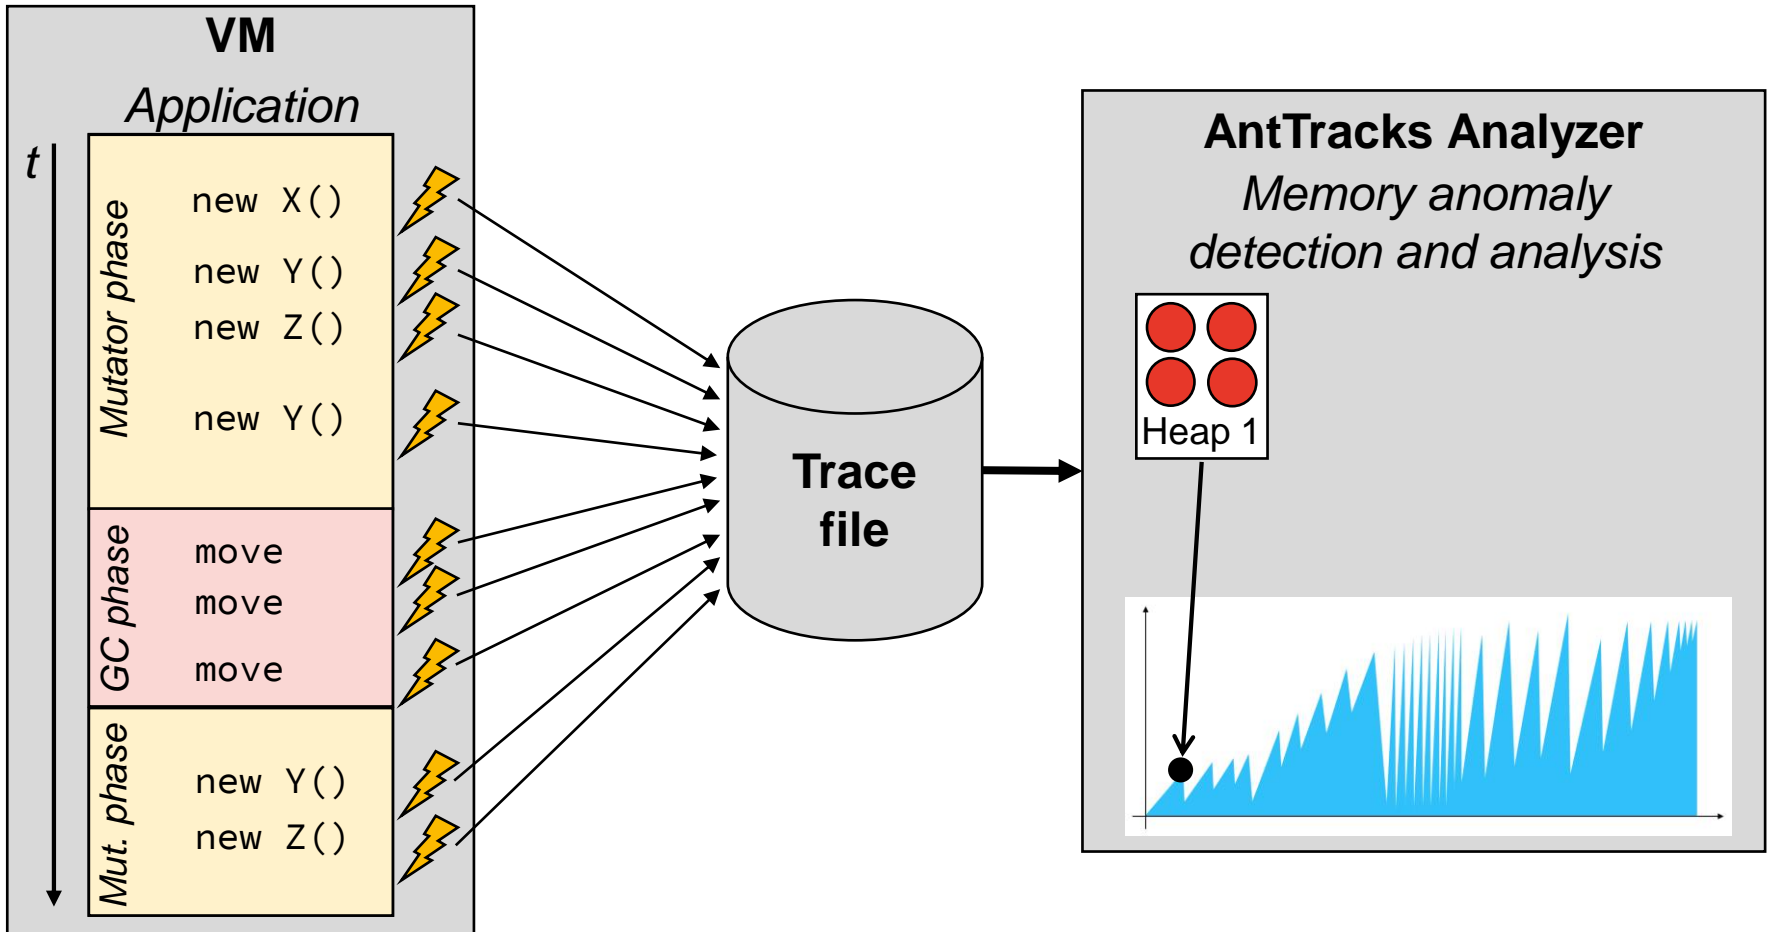 VM
Application
t
Mutator phase
new X()
new Y()
new Z()
new Y()
GC phase
move
move
move
Mut. phase
new Y()
new Z()
Trace
file
AntTracks Analyzer
Memory anomaly
detection and analysis
Heap 1